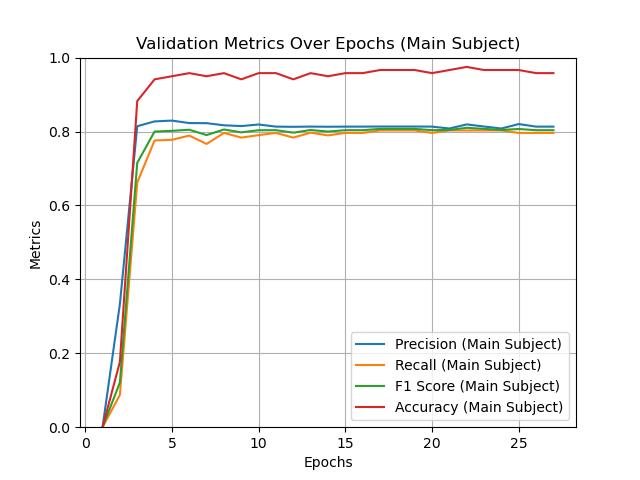 Validation Metrics Over Epochs (Main Subject)
1.0
0.8
0.6
0.4
0.2
0.0
Metrics
0
5
10
15
20
25
Epochs
Precision (Main Subject)
Recall (Main Subject)
F1 Score (Main Subject)
Accuracy (Main Subject)